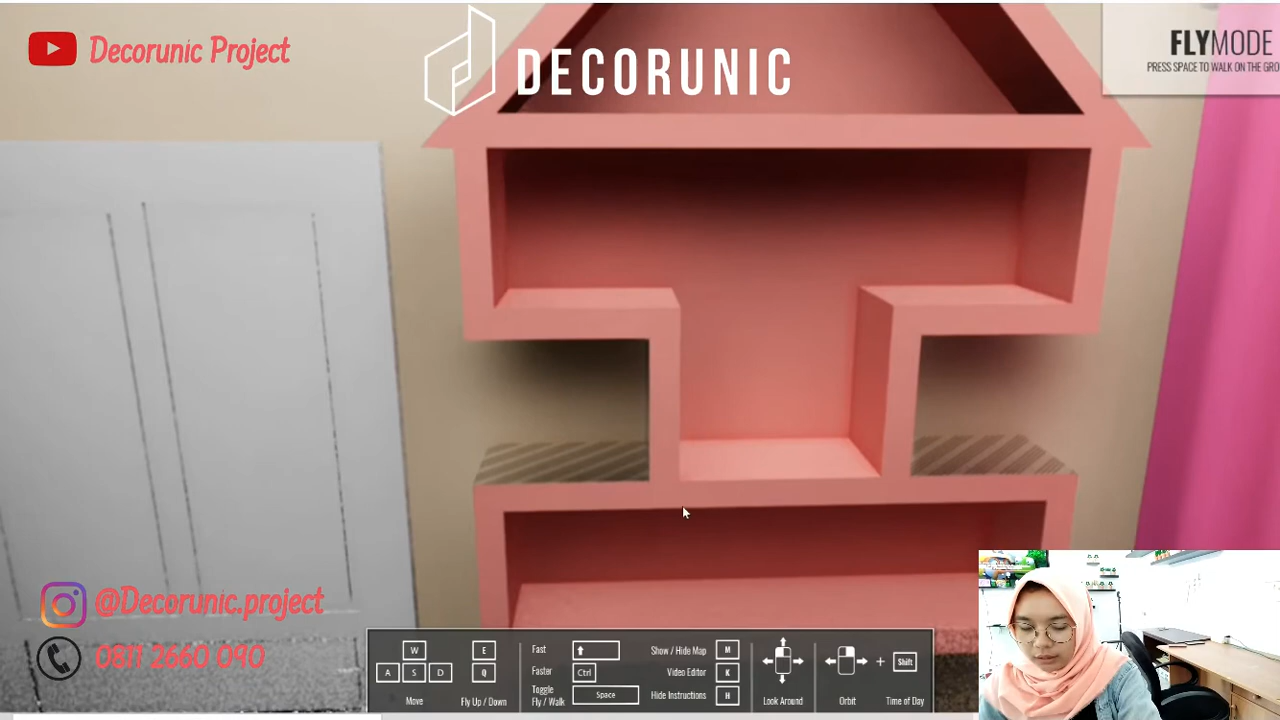 Decorunic Project
DECORUNIC
FLYMODE
PRESS SPACE TO WALK ON THE GRO
@Decorunic.project
0811 2660 090
W
A S D
Move
E
Q
Fly Up / Down
Fast
Faster Ctrl
Toggle
Fly / Walk Space
Show / Hide Map M
Video Editor K
Hide Instructions H
Look Around
Orbit
+ Shift
Time of Day